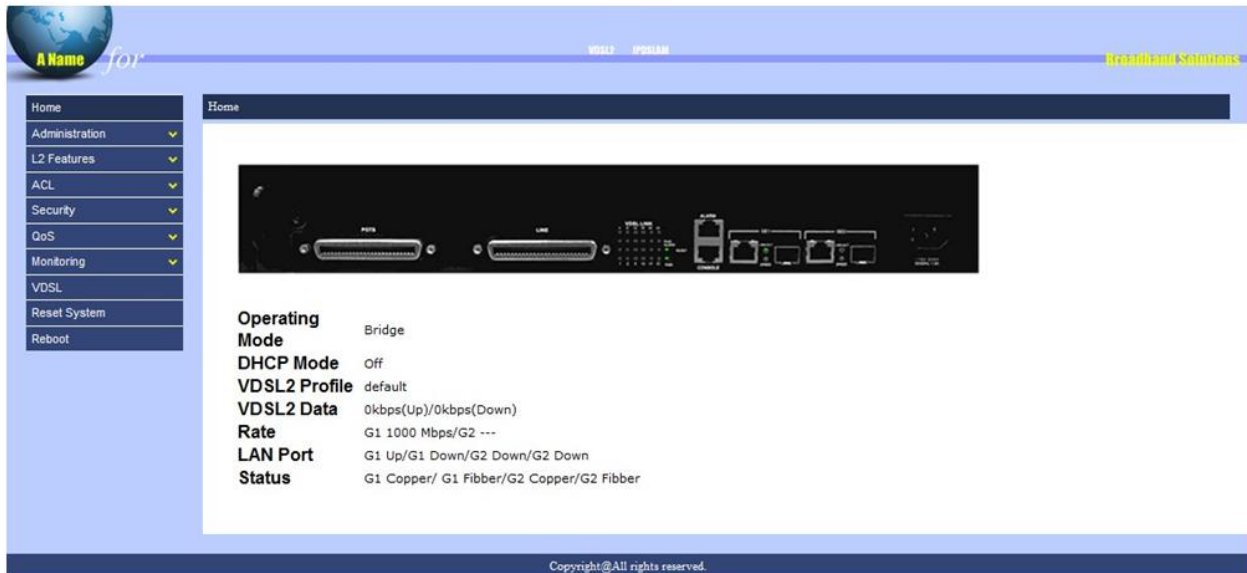 A Name for
VDSL2 IPDSLAM
Broadband Solutions
Home
Administration
L2 Features
ACL
Security
QoS
Monitoring
VDSL
Reset System
Reboot
Home
POTS
LINE
VDSL LINK
ALARM
CONSOLE
Operating Mode Bridge
DHCP Mode Off
VDSL2 Profile default
VDSL2 Data 0kbps(Up)/0kbps(Down)
Rate G1 1000 Mbps/G2 ---
LAN Port G1 Up/G1 Down/G2 Down/G2 Down
Status G1 Copper/ G1 Fibber/G2 Copper/G2 Fibber
Copyright@All rights reserved.